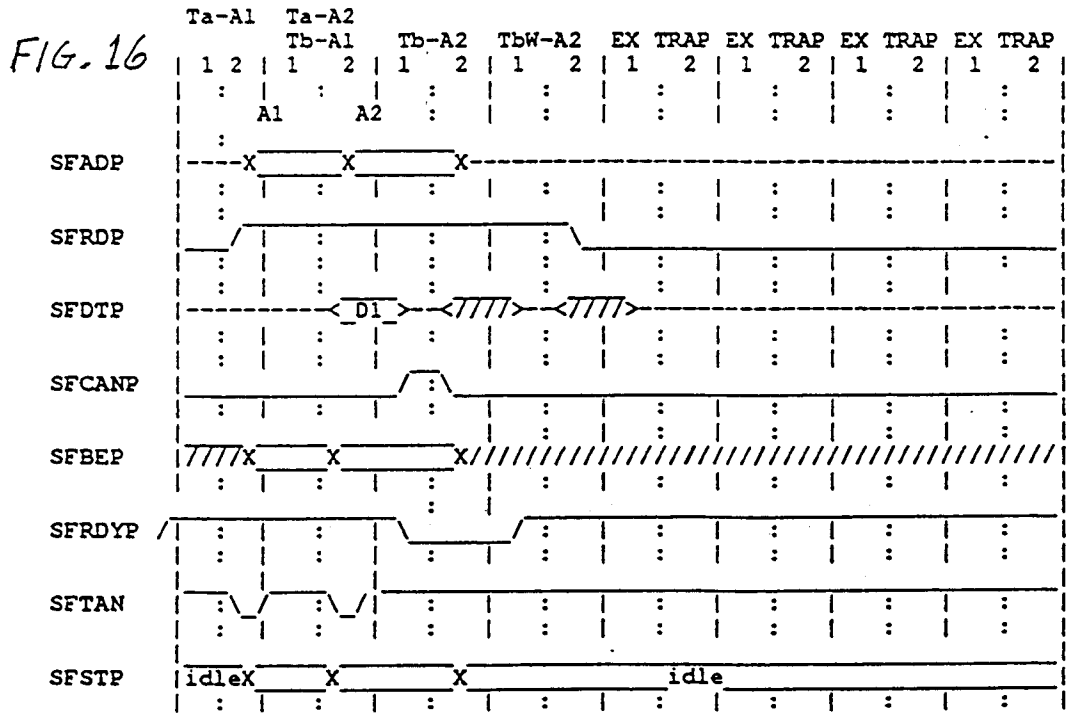 Ta-A1 Ta-A2
FIG. 16
Tb-A1 Tb-A2 TbW-A2 EX TRAP EX TRAP EX TRAP EX TRAP
1 2 1 2 1 2 1 2 1 2 1 2 1 2 1 2
A1 A2
SFADP
SFRDP
SFDTP D1
SFCANP
SFBEP
SFRDYP
SFTAN
SFSTP idle idle